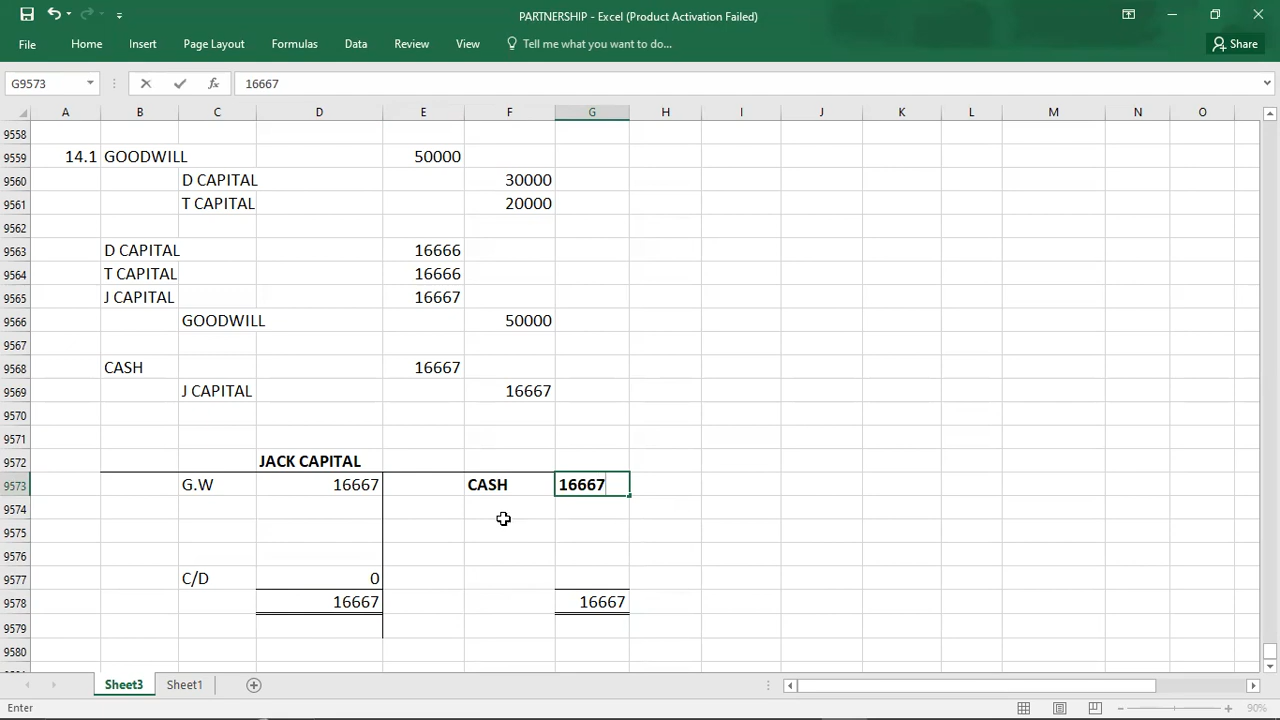 PARTNERSHIP - Excel (Product Activation Failed)
File Home Insert Page Layout Formulas Data Review View Tell me what you want to do... Share
G9573 fx 16667
A B C D E F G H I J K L M N O
9558
9559 14.1 GOODWILL 50000
9560 D CAPITAL 30000
9561 T CAPITAL 20000
9562
9563 D CAPITAL 16666
9564 T CAPITAL 16666
9565 J CAPITAL 16667
9566 GOODWILL 50000
9567
9568 CASH 16667
9569 J CAPITAL 16667
9570
9571
9572 JACK CAPITAL
9573 G.W 16667 CASH 16667
9574
9575
9576
9577 C/D 0
9578 16667 16667
9579
9580
Sheet3 Sheet1
Enter 90%